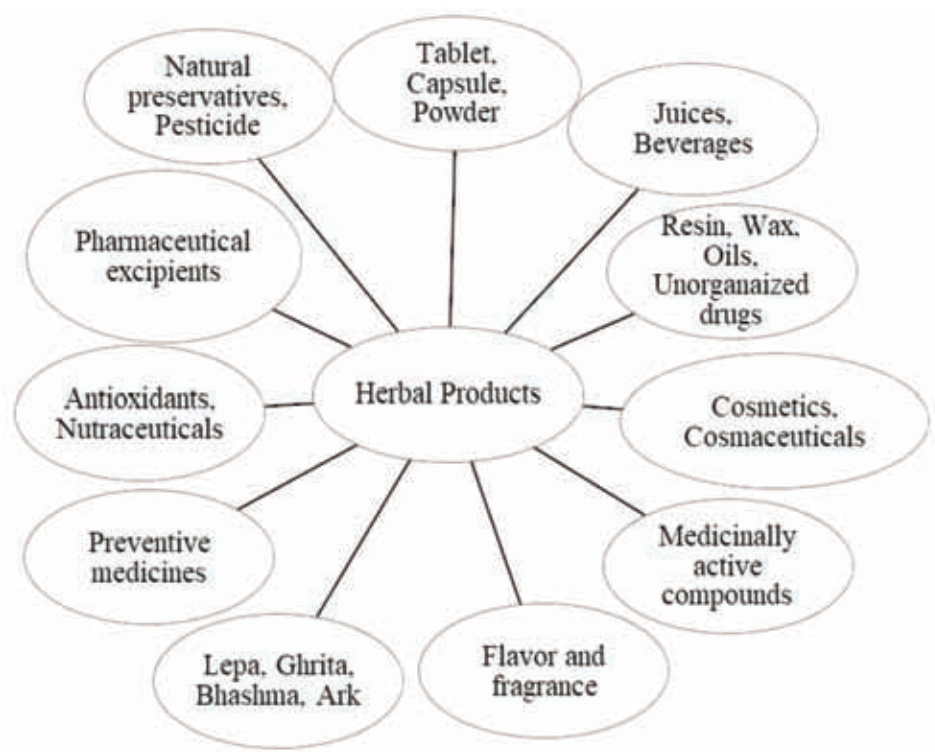 Natural
preservatives,
Pesticide
Tablet,
Capsule,
Powder
Juices,
Beverages
Pharmaceutical
excipients
Resin, Wax,
Oils,
Unorganaized
drugs
Herbal Products
Antioxidants,
Nutraceuticals
Cosmetics,
Cosmaceuticals
Preventive
medicines
Medicinally
active
compounds
Lepa, Ghrita,
Bhashma, Ark
Flavor and
fragrance